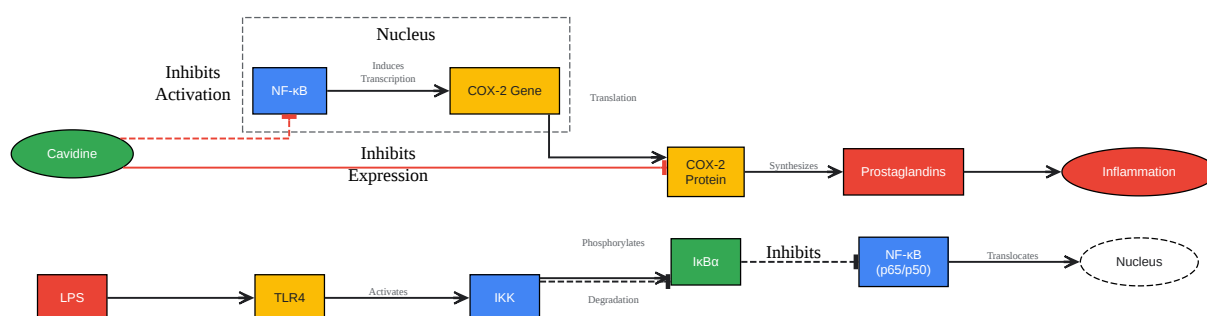 Nucleus
Inhibits
Activation
NF-κB
Induces
Transcription
COX-2 Gene
Translation
Cavidine
Inhibits
Expression
COX-2
Protein
Synthesizes
Prostaglandins
Inflammation
LPS
TLR4
Activates
IKK
Phosphorylates
Degradation
IκBα
Inhibits
NF-κB
(p65/p50)
Translocates
Nucleus